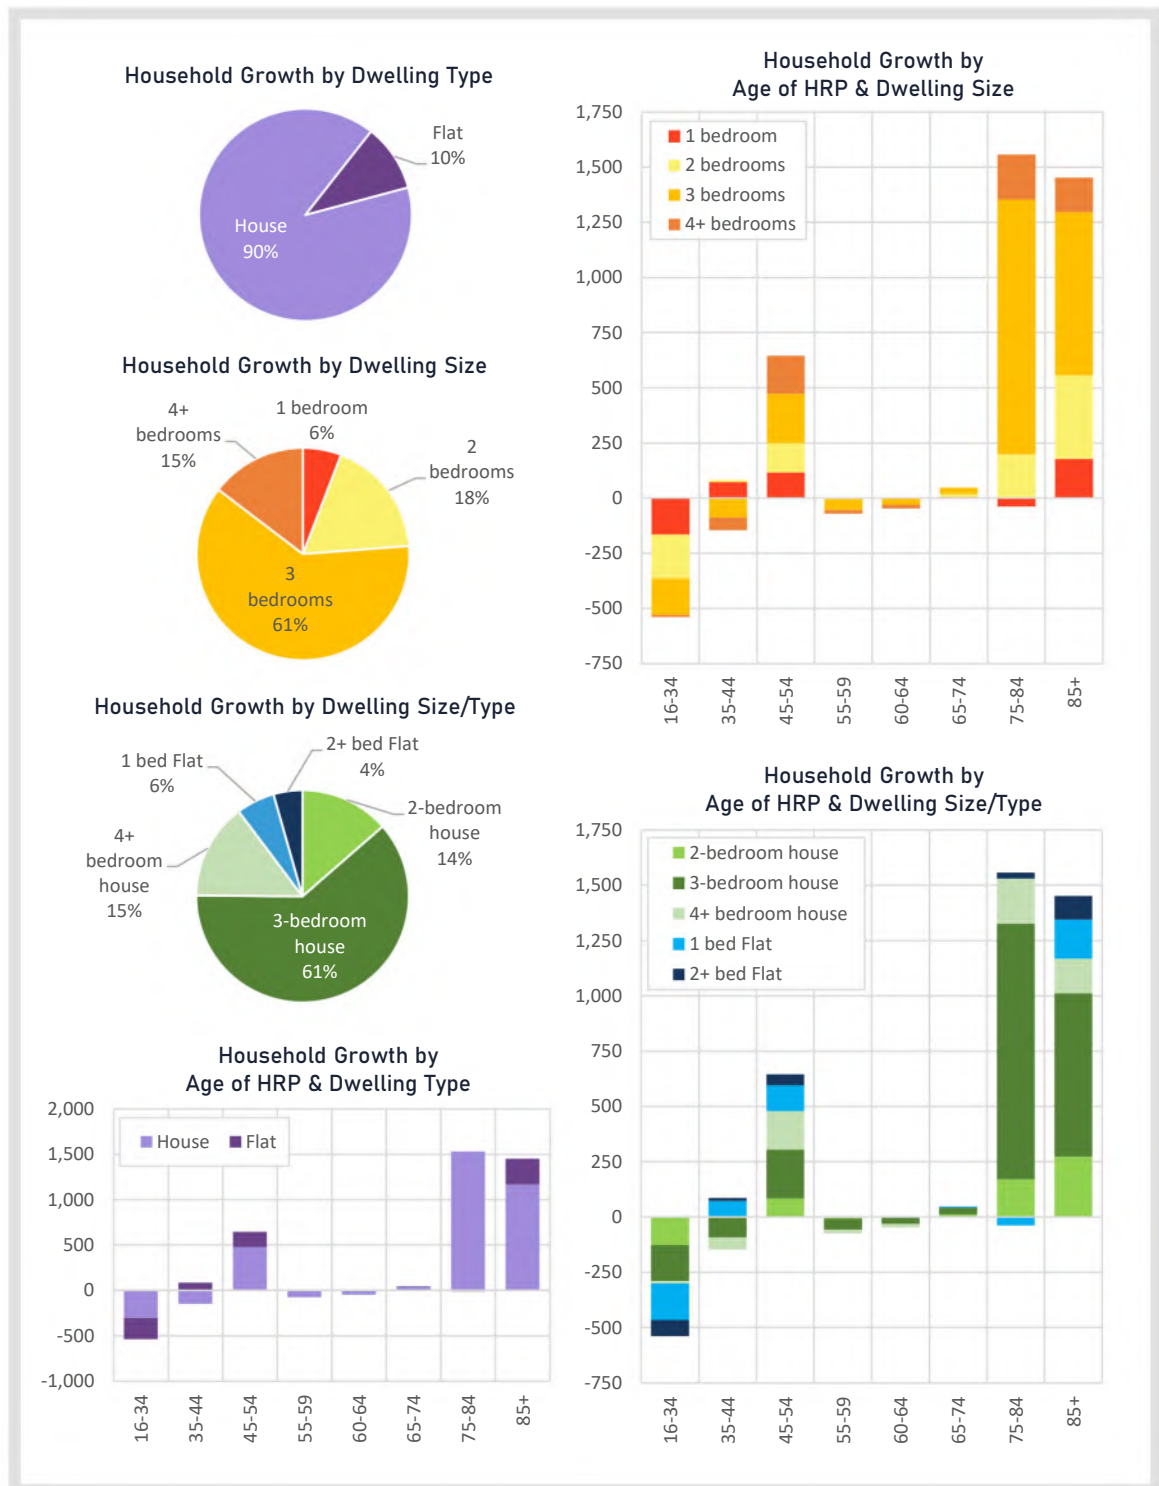 Household Growth by Dwelling Type
Flat
10%
House
90%
Household Growth by Dwelling Size
4+
bedrooms
15%
1 bedroom
6%
2
bedrooms
18%
3
bedrooms
61%
Household Growth by Dwelling Size/Type
1 bed Flat
6%
2+ bed Flat
4%
2-bedroom
house
14%
4+
bedroom
house
15%
3-bedroom
house
61%
Household Growth by
Age of HRP & Dwelling Type
2,000
1,500
1,000
500
0
-500
-1,000
House
Flat
16-34
35-44
45-54
55-59
60-64
65-74
75-84
85+
Household Growth by
Age of HRP & Dwelling Size
1,750
1,500
1,250
1,000
750
500
250
0
-250
-500
-750
1 bedroom
2 bedrooms
3 bedrooms
4+ bedrooms
16-34
35-44
45-54
55-59
60-64
65-74
75-84
85+
Household Growth by
Age of HRP & Dwelling Size/Type
1,750
1,500
1,250
1,000
750
500
250
0
-250
-500
-750
2-bedroom house
3-bedroom house
4+ bedroom house
1 bed Flat
2+ bed Flat
16-34
35-44
45-54
55-59
60-64
65-74
75-84
85+